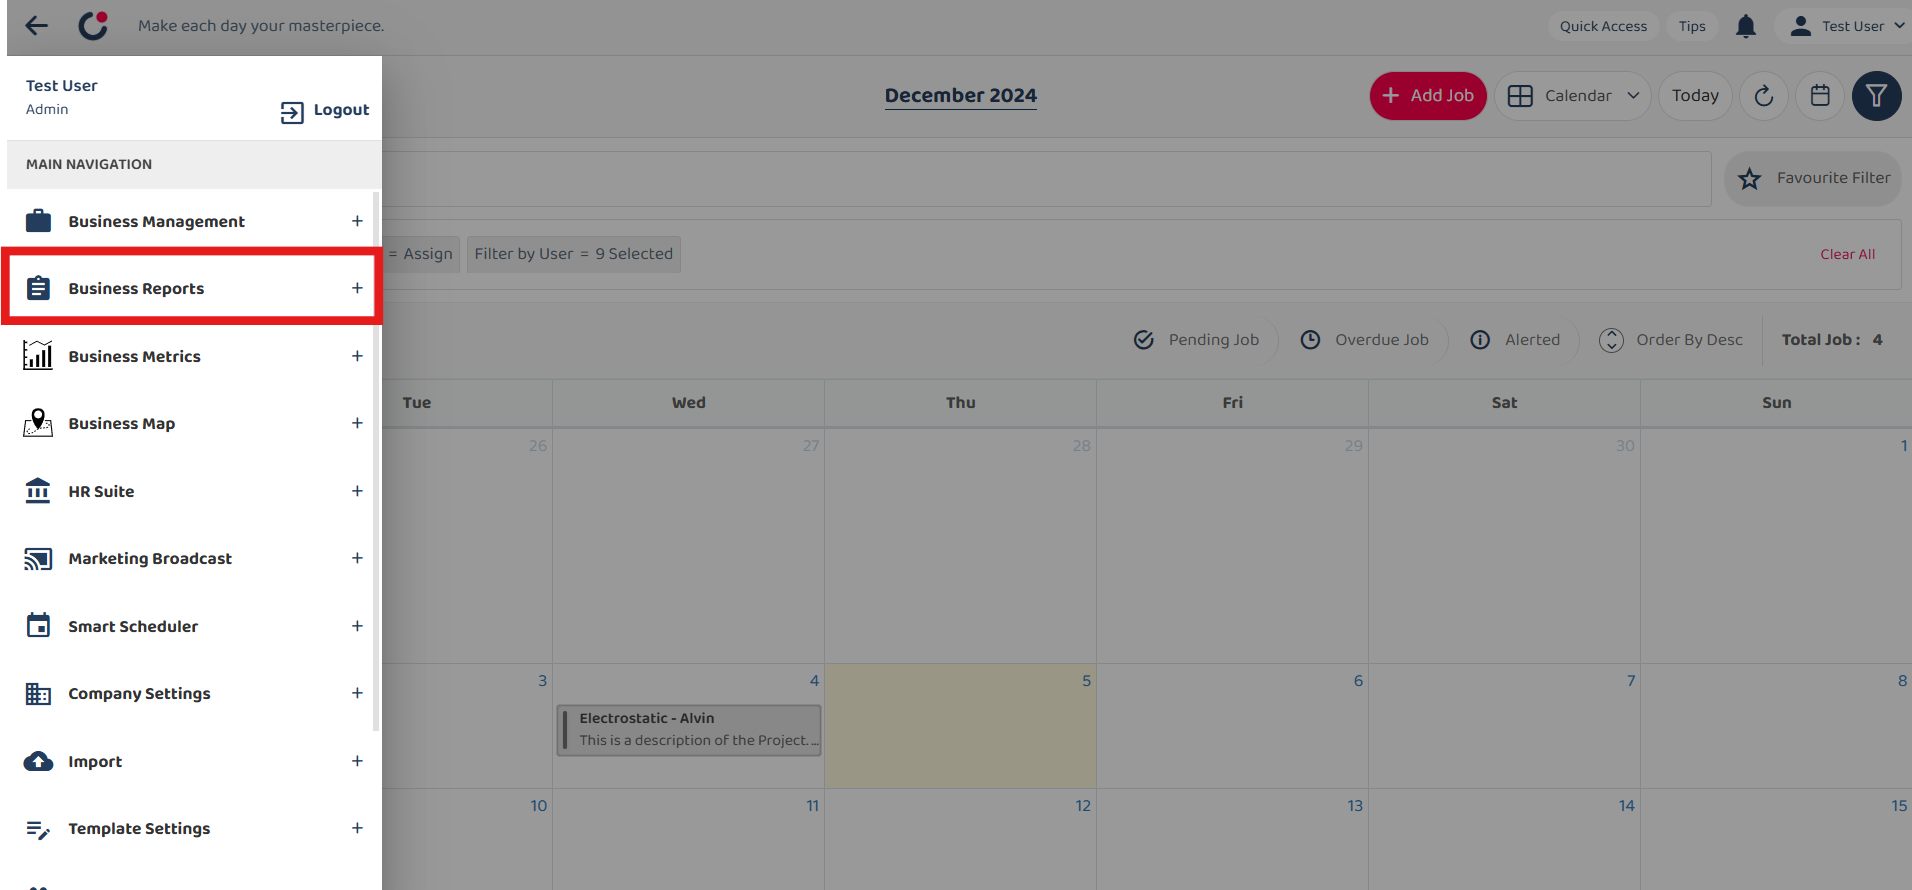 Make each day your masterpiece.
Quick Access
Tips
Test User
Test User
Admin
Logout
MAIN NAVIGATION
Business Management +
Business Reports +
Business Metrics +
Business Map +
HR Suite +
Marketing Broadcast +
Smart Scheduler +
Company Settings +
Import +
Template Settings +
December 2024
+ Add Job
Calendar
Today
Favourite Filter
= Assign
Filter by User = 9 Selected
Clear All
Pending Job
Overdue Job
Alerted
Order By Desc
Total Job : 4
Tue Wed Thu Fri Sat Sun
26 27 28 29 30 1
3 4 5 6 7 8
Electrostatic - Alvin
This is a description of the Project. ...
10 11 12 13 14 15